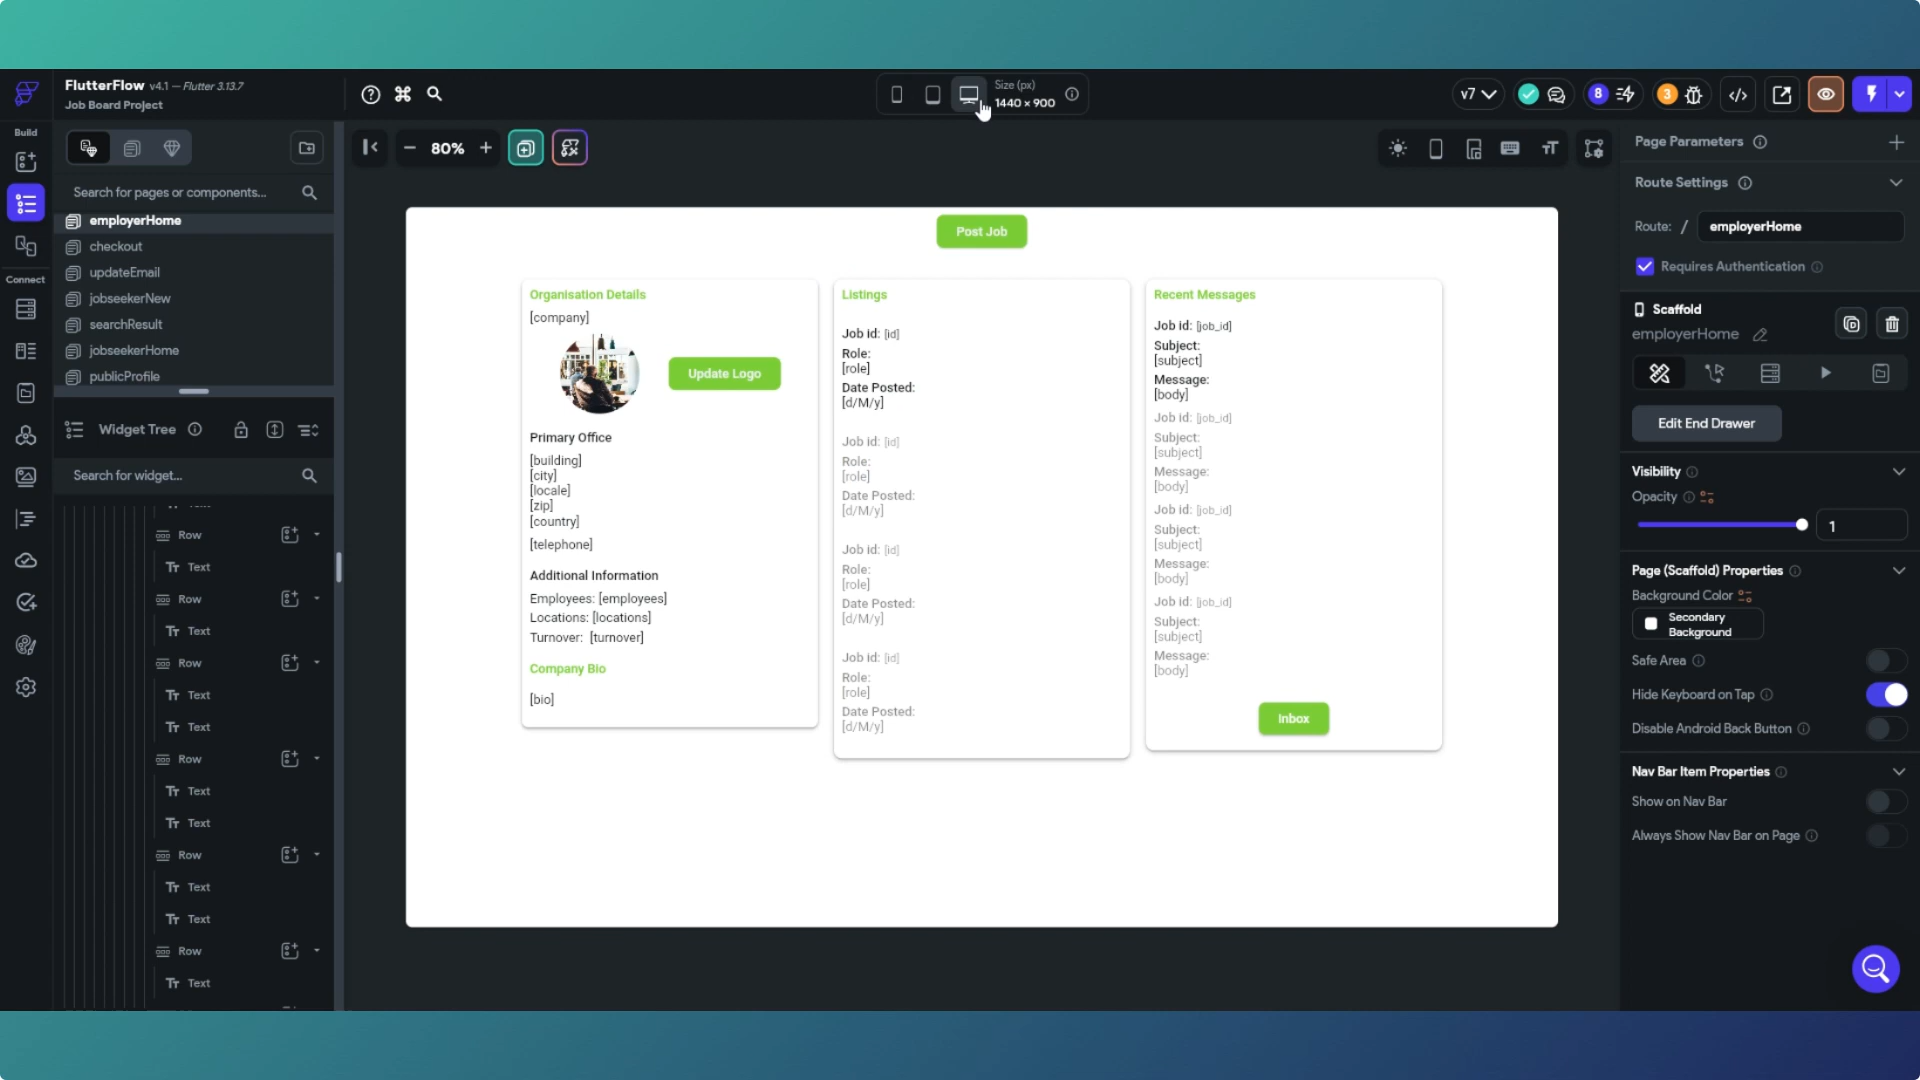 FlutterFlow v4.1 — Flutter 3.13.7
Job Board Project
Size (px)
1440 × 900
v7
8
3
Build
Connect
Search for pages or components...
employerHome
checkout
updateEmail
jobseekerNew
searchResult
jobseekerHome
publicProfile
Widget Tree
Search for widget...
Row
Text
Row
Text
Row
Text
Text
Row
Text
Text
Row
Text
Text
Row
Text
80%
Post Job
Organisation Details
[company]
Update Logo
Primary Office
[building]
[city]
[locale]
[zip]
[country]
[telephone]
Additional Information
Employees: [employees]
Locations: [locations]
Turnover: [turnover]
Company Bio
[bio]
Listings
Job id: [id]
Role:
[role]
Date Posted:
[d/M/y]
Job id: [id]
Role:
[role]
Date Posted:
[d/M/y]
Job id: [id]
Role:
[role]
Date Posted:
[d/M/y]
Job id: [id]
Role:
[role]
Date Posted:
[d/M/y]
Recent Messages
Job id: [job_id]
Subject:
[subject]
Message:
[body]
Job id: [job_id]
Subject:
[subject]
Message:
[body]
Job id: [job_id]
Subject:
[subject]
Message:
[body]
Job id: [job_id]
Subject:
[subject]
Message:
[body]
Inbox
Page Parameters
Route Settings
Route: / employerHome
Requires Authentication
Scaffold
employerHome
Edit End Drawer
Visibility
Opacity
1
Page (Scaffold) Properties
Background Color
Secondary
Background
Safe Area
Hide Keyboard on Tap
Disable Android Back Button
Nav Bar Item Properties
Show on Nav Bar
Always Show Nav Bar on Page